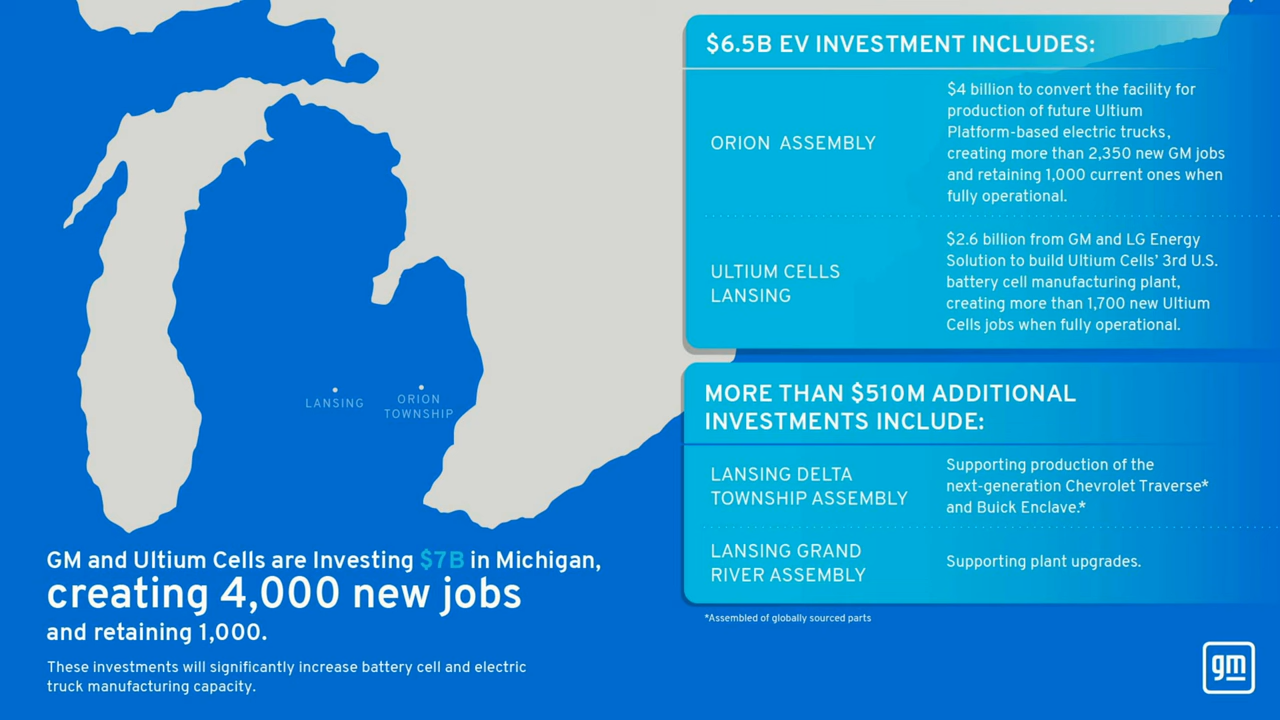 $6.5B EV INVESTMENT INCLUDES:
ORION ASSEMBLY
$4 billion to convert the facility for
production of future Ultium
Platform-based electric trucks,
creating more than 2,350 new GM jobs
and retaining 1,000 current ones when
fully operational.
ULTIUM CELLS
LANSING
$2.6 billion from GM and LG Energy
Solution to build Ultium Cells’ 3rd U.S.
battery cell manufacturing plant,
creating more than 1,700 new Ultium
Cells jobs when fully operational.
MORE THAN $510M ADDITIONAL
INVESTMENTS INCLUDE:
LANSING DELTA
TOWNSHIP ASSEMBLY
Supporting production of the
next-generation Chevrolet Traverse*
and Buick Enclave.*
LANSING GRAND
RIVER ASSEMBLY
Supporting plant upgrades.
*Assembled of globally sourced parts
LANSING
ORION
TOWNSHIP
GM and Ultium Cells are Investing $7B in Michigan,
creating 4,000 new jobs
and retaining 1,000.
These investments will significantly increase battery cell and electric
truck manufacturing capacity.
gm